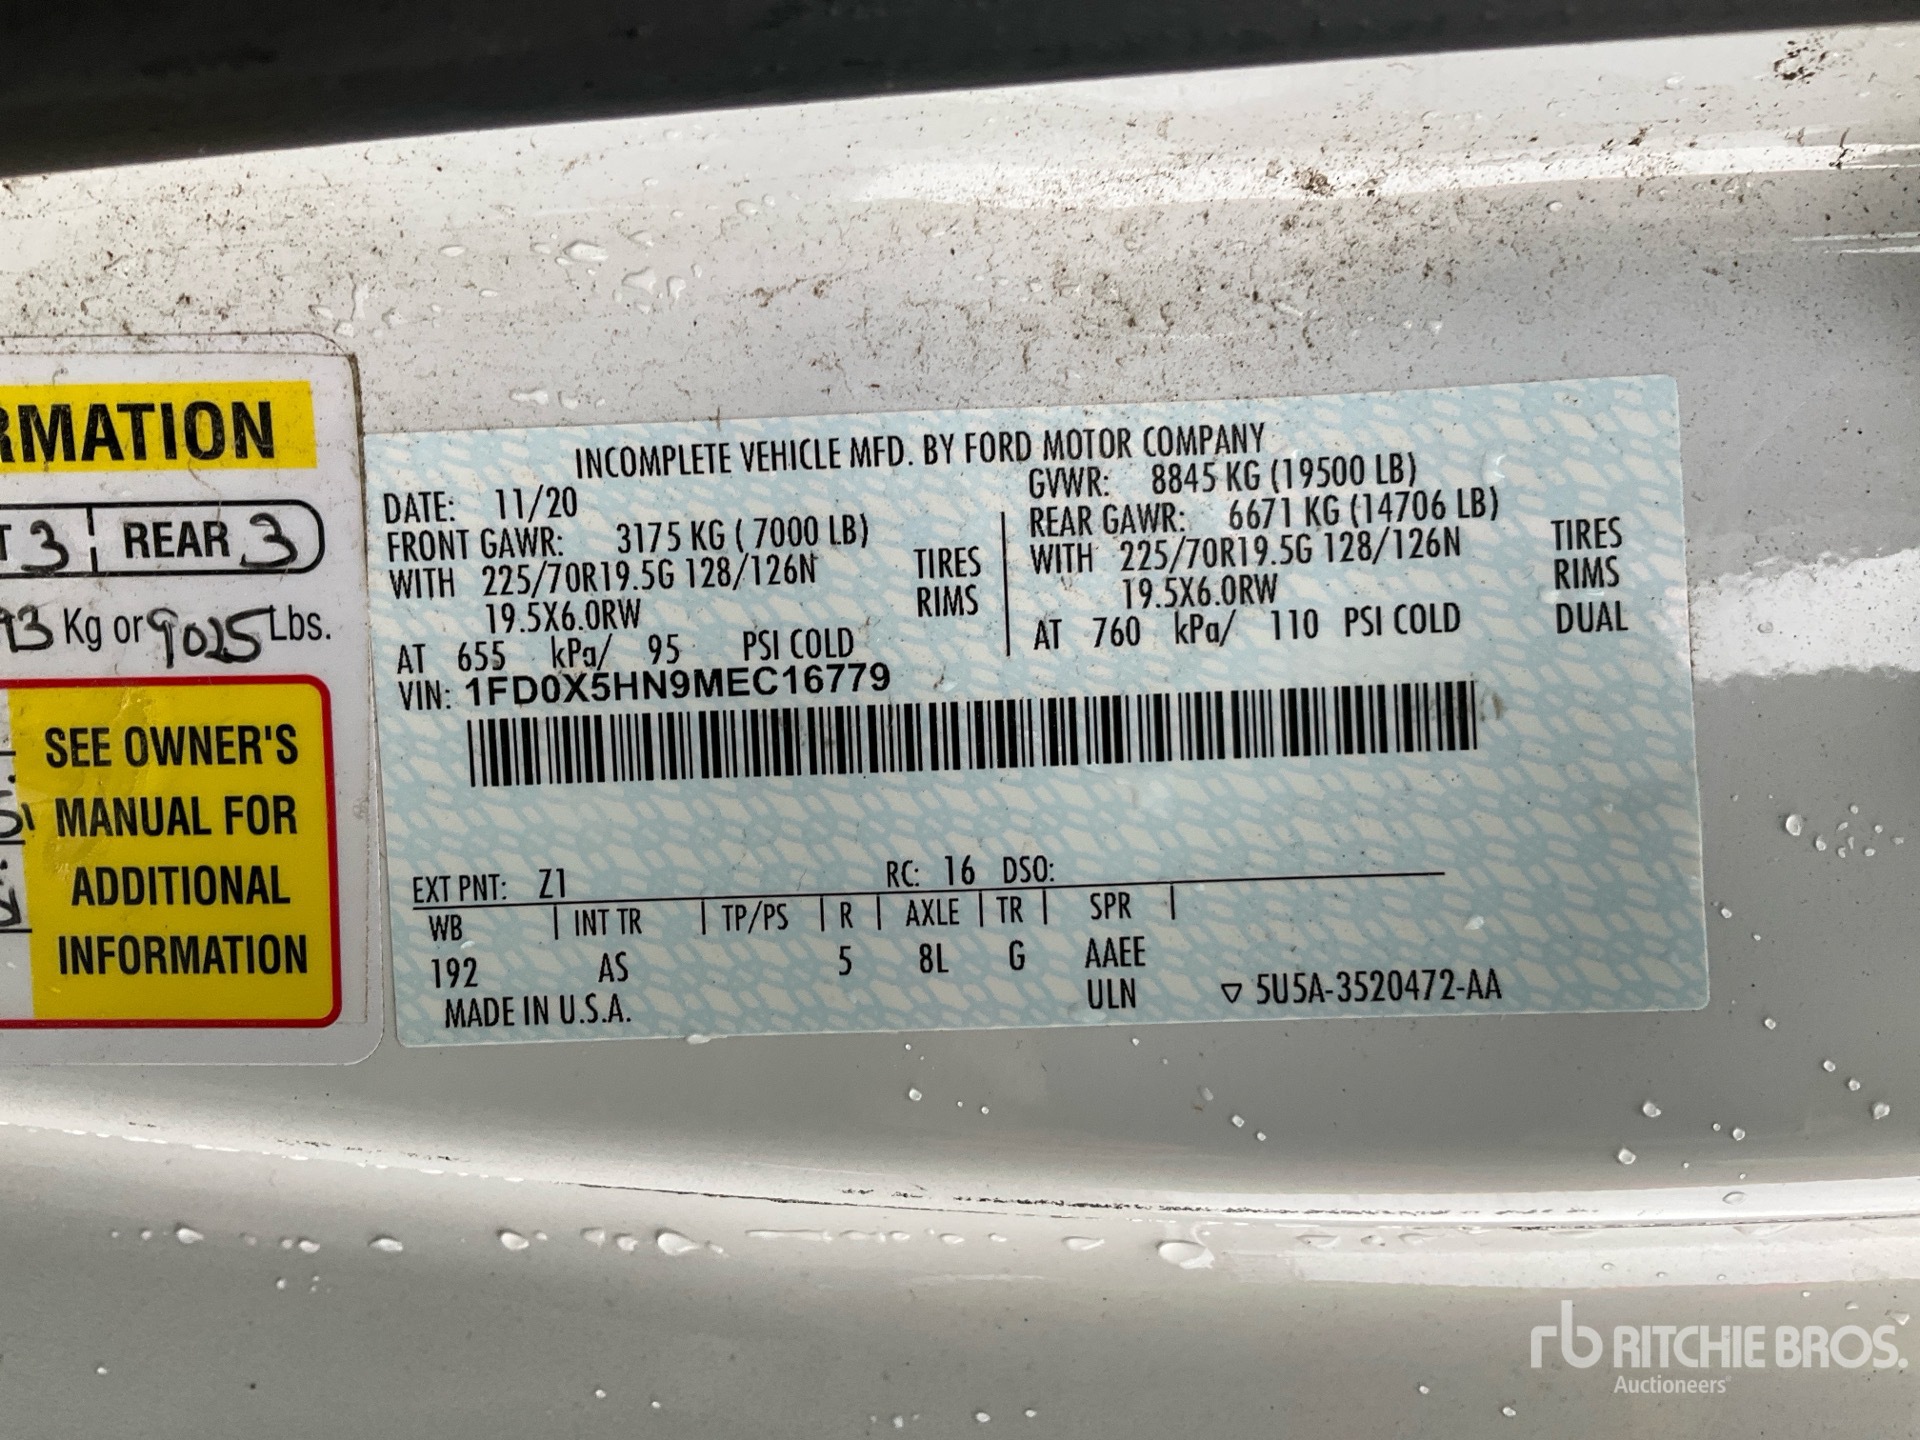 RMATION
T 3 REAR 3
93 Kg or 9025 Lbs.
SEE OWNER'S
MANUAL FOR
ADDITIONAL
INFORMATION
INCOMPLETE VEHICLE MFD. BY FORD MOTOR COMPANY
DATE: 11/20 GVWR: 8845 KG (19500 LB)
FRONT GAWR: 3175 KG ( 7000 LB) REAR GAWR: 6671 KG (14706 LB)
WITH 225/70R19.5G 128/126N TIRES WITH 225/70R19.5G 128/126N TIRES
19.5X6.0RW RIMS 19.5X6.0RW RIMS
AT 655 kPa/ 95 PSI COLD AT 760 kPa/ 110 PSI COLD DUAL
VIN: 1FD0X5HN9MEC16779
EXT PNT: Z1 RC: 16 DSO:
WB INT TR TP/PS R AXLE TR SPR
192 AS 5 8L G AAEE
MADE IN U.S.A. ULN ▽ 5U5A-3520472-AA
rb RITCHIE BROS.
Auctioneers